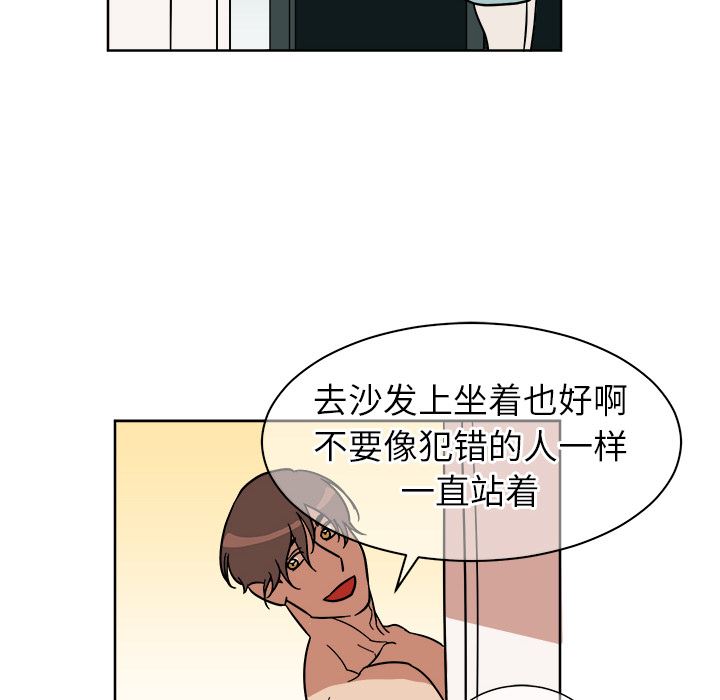 去沙发上坐着也好啊
不要像犯错的人一样
一直站着